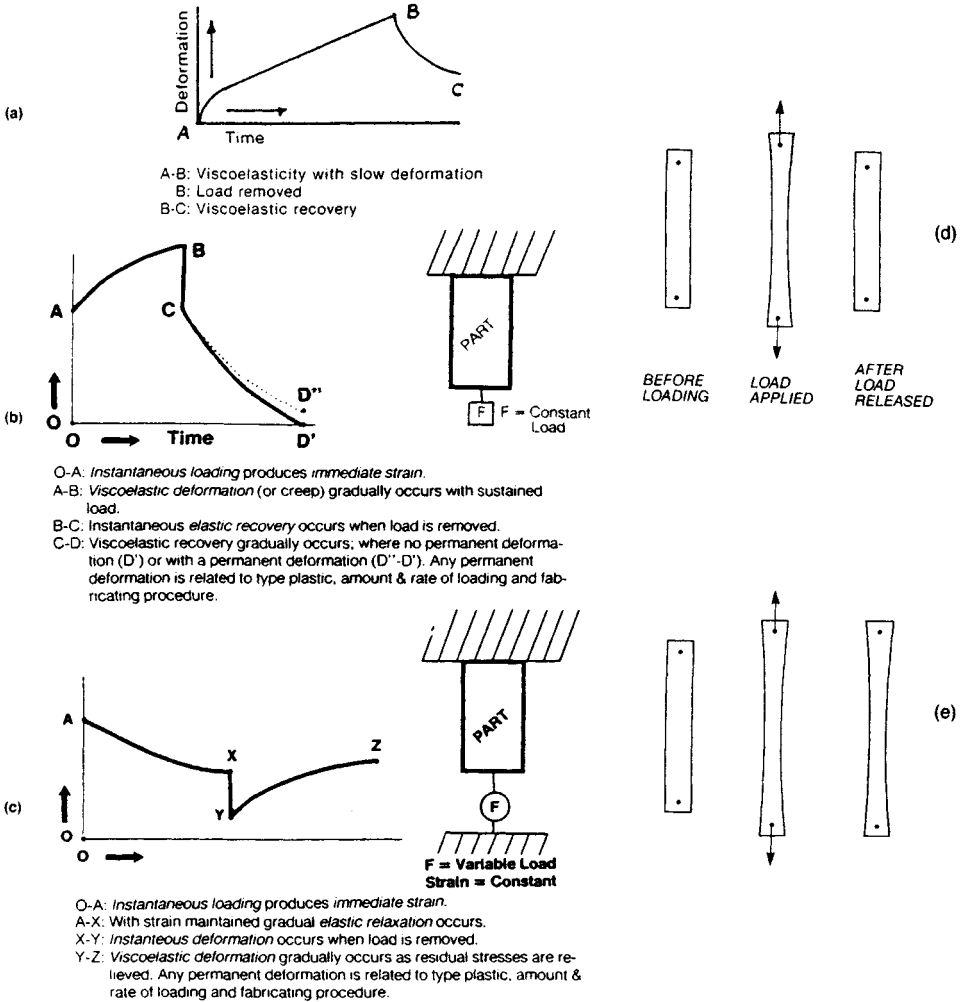 (a)
Deformation
B
C
A
Time
A-B: Viscoelasticity with slow deformation
B: Load removed
B-C: Viscoelastic recovery
(b)
B
A
C
D''
O
O
Time
D'
PART
F
F = Constant
Load
O-A: Instantaneous loading produces immediate strain.
A-B: Viscoelastic deformation (or creep) gradually occurs with sustained
load.
B-C: Instantaneous elastic recovery occurs when load is removed.
C-D: Viscoelastic recovery gradually occurs; where no permanent deforma-
tion (D') or with a permanent deformation (D''-D'). Any permanent
deformation is related to type plastic, amount & rate of loading and fab-
ricating procedure.
(c)
A
X
Z
Y
O
O
PART
F
F = Variable Load
Strain = Constant
O-A: Instantaneous loading produces immediate strain.
A-X: With strain maintained gradual elastic relaxation occurs.
X-Y: Instanteous deformation occurs when load is removed.
Y-Z: Viscoelastic deformation gradually occurs as residual stresses are re-
lieved. Any permanent deformation is related to type plastic, amount &
rate of loading and fabricating procedure.
(d)
BEFORE
LOADING
LOAD
APPLIED
AFTER
LOAD
RELEASED
(e)